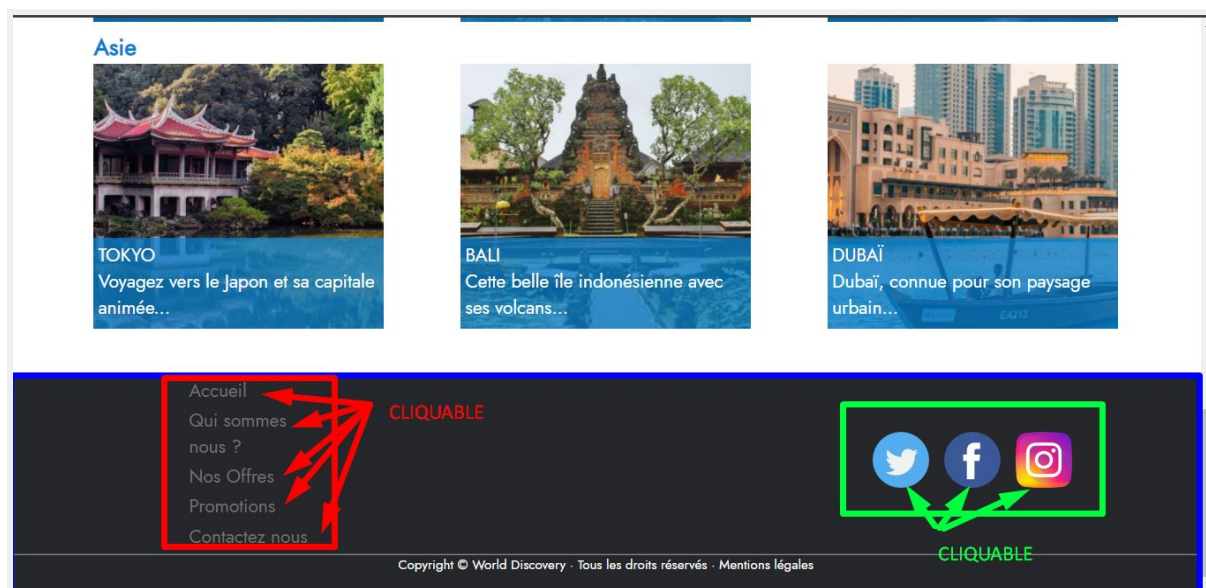 Asie
TOKYO
Voyagez vers le Japon et sa capitale
animée...
BALI
Cette belle île indonésienne avec
ses volcans...
DUBAÏ
Dubaï, connue pour son paysage
urbain...
EA213
Accueil
Qui sommes
nous ?
Nos Offres
Promotions
Contactez nous
CLIQUABLE
CLIQUABLE
Copyright © World Discovery · Tous les droits réservés · Mentions légales